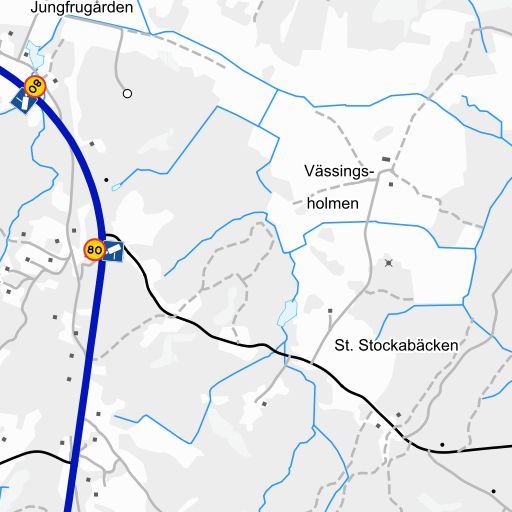 Jungfrugården
80
Vässings-
holmen
80
St. Stockabäcken